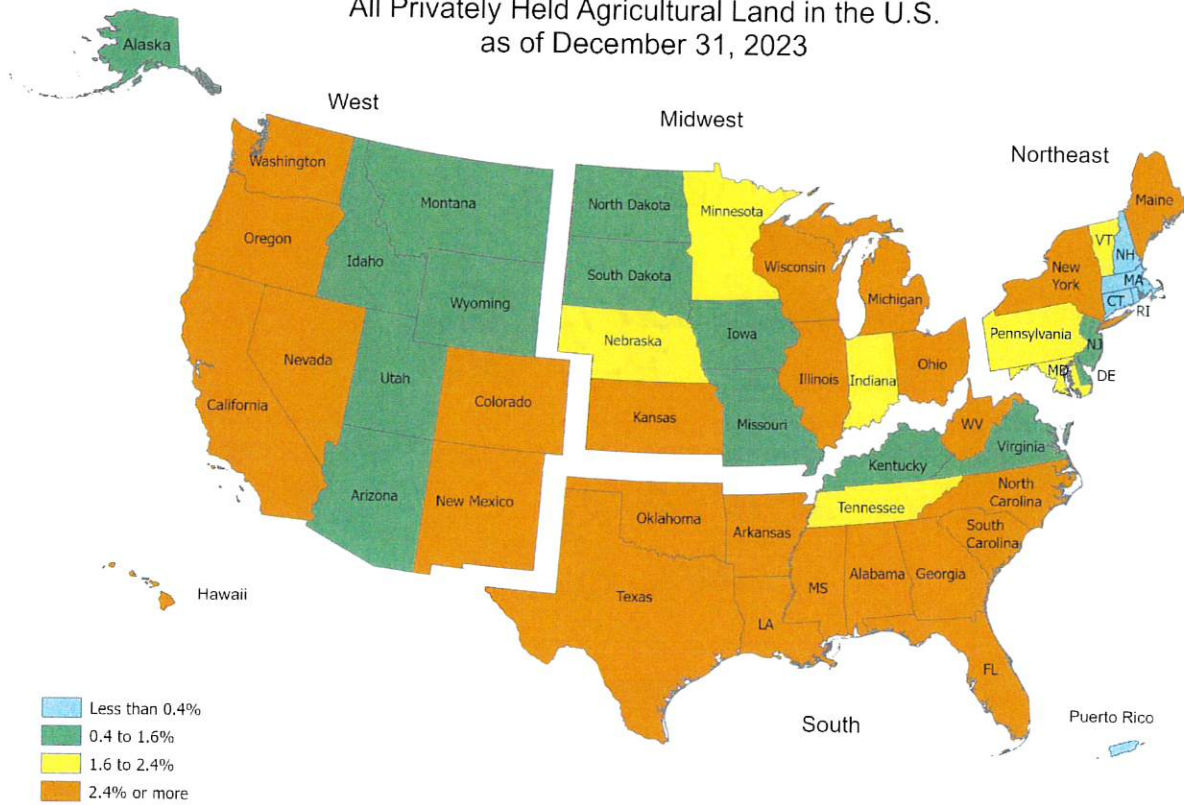 All Privately Held Agricultural Land in the U.S.
as of December 31, 2023
Alaska
West
Midwest
Northeast
Washington
Oregon
Idaho
Montana
Wyoming
Nevada
Utah
California
Colorado
Arizona
New Mexico
Hawaii
North Dakota
South Dakota
Minnesota
Nebraska
Iowa
Kansas
Missouri
Wisconsin
Michigan
Illinois
Indiana
Ohio
Maine
VT
NH
New
York
MA
CT
RI
Pennsylvania
NJ
MD
DE
WV
Virginia
Kentucky
Tennessee
North
Carolina
South
Carolina
Oklahoma
Arkansas
Texas
LA
MS
Alabama
Georgia
FL
South
Puerto Rico
Less than 0.4%
0.4 to 1.6%
1.6 to 2.4%
2.4% or more